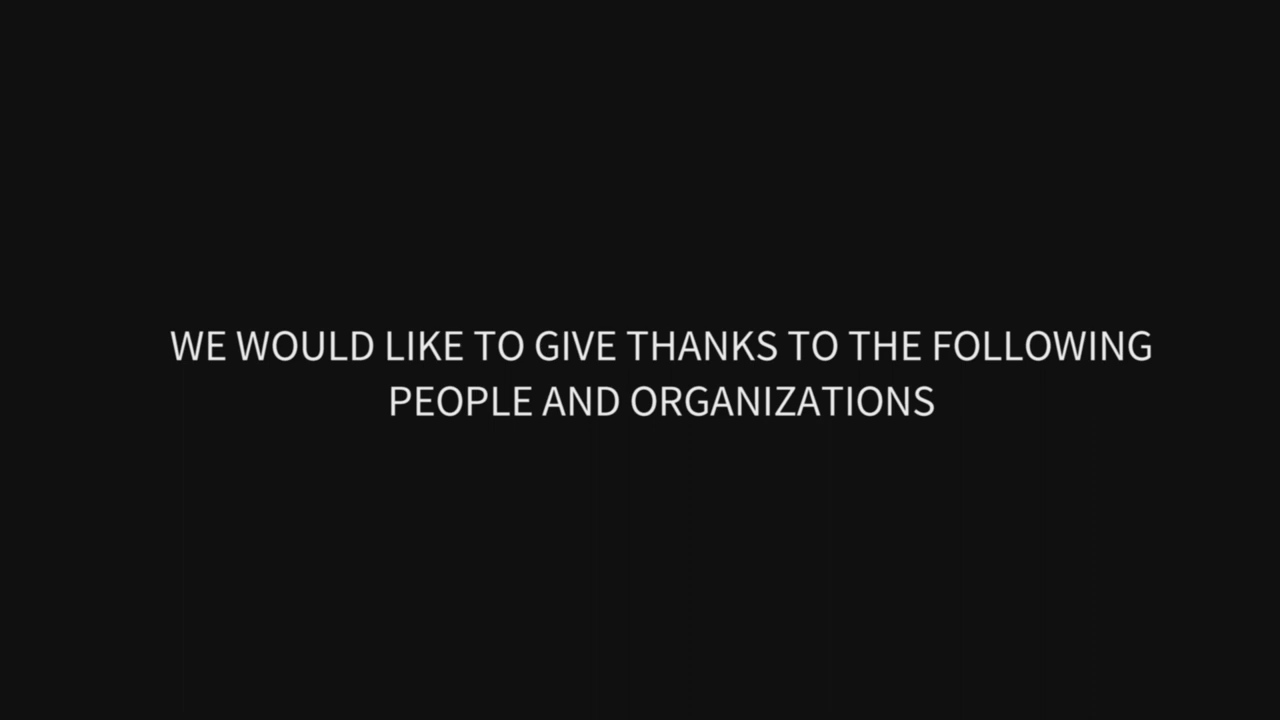 WE WOULD LIKE TO GIVE THANKS TO THE FOLLOWING
PEOPLE AND ORGANIZATIONS